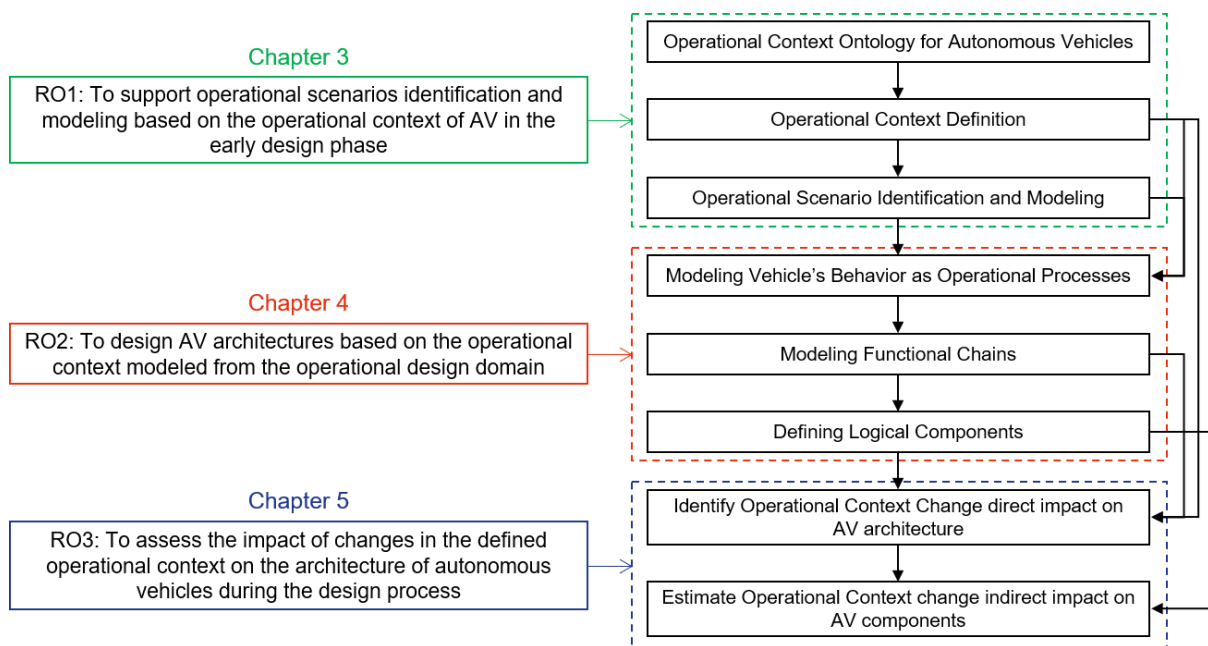 Chapter 3
RO1: To support operational scenarios identification and
modeling based on the operational context of AV in the
early design phase
Operational Context Ontology for Autonomous Vehicles
Operational Context Definition
Operational Scenario Identification and Modeling
Chapter 4
RO2: To design AV architectures based on the operational
context modeled from the operational design domain
Modeling Vehicle's Behavior as Operational Processes
Modeling Functional Chains
Defining Logical Components
Chapter 5
RO3: To assess the impact of changes in the defined
operational context on the architecture of autonomous
vehicles during the design process
Identify Operational Context Change direct impact on
AV architecture
Estimate Operational Context change indirect impact on
AV components